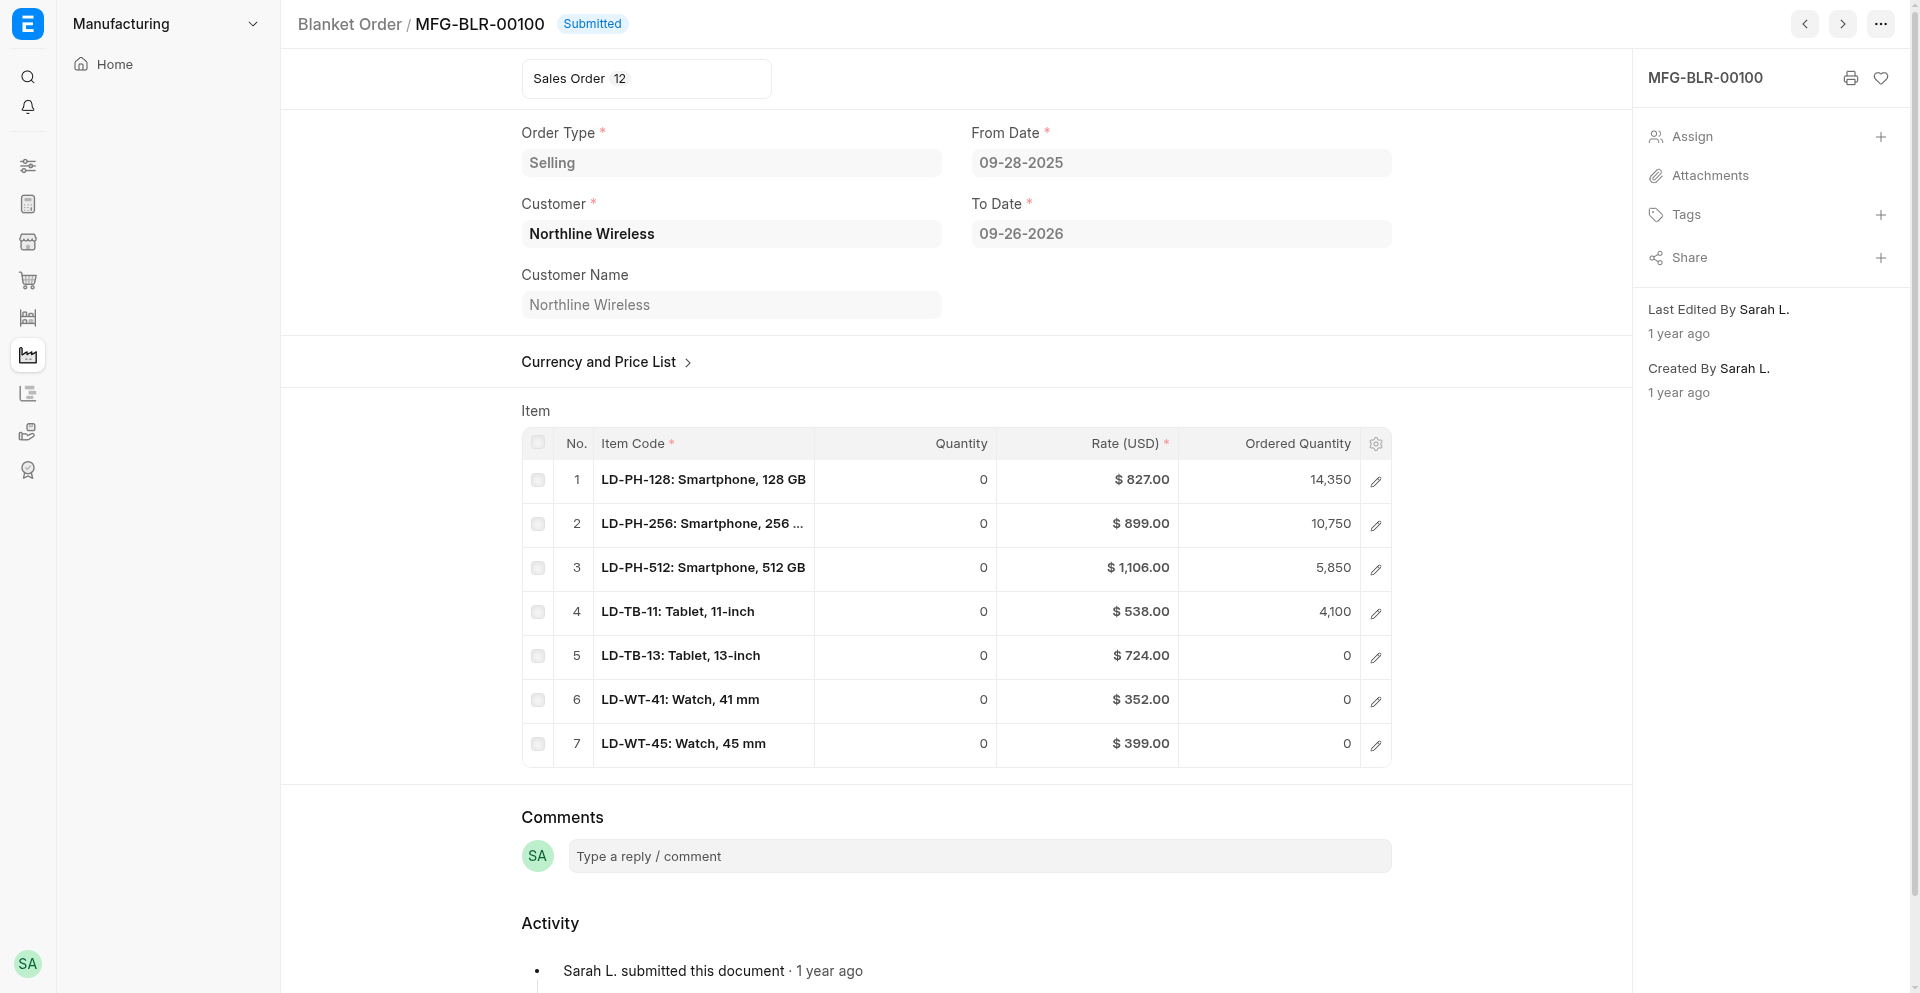 Manufacturing
Home
SA
Blanket Order / MFG-BLR-00100 Submitted
Sales Order 12
Order Type *
Selling
From Date *
09-28-2025
Customer *
Northline Wireless
To Date *
09-26-2026
Customer Name
Northline Wireless
Currency and Price List
Item
No. Item Code * Quantity Rate (USD) * Ordered Quantity
1 LD-PH-128: Smartphone, 128 GB 0 $ 827.00 14,350
2 LD-PH-256: Smartphone, 256 ... 0 $ 899.00 10,750
3 LD-PH-512: Smartphone, 512 GB 0 $ 1,106.00 5,850
4 LD-TB-11: Tablet, 11-inch 0 $ 538.00 4,100
5 LD-TB-13: Tablet, 13-inch 0 $ 724.00 0
6 LD-WT-41: Watch, 41 mm 0 $ 352.00 0
7 LD-WT-45: Watch, 45 mm 0 $ 399.00 0
Comments
SA Type a reply / comment
Activity
Sarah L. submitted this document · 1 year ago
MFG-BLR-00100
Assign
Attachments
Tags
Share
Last Edited By Sarah L.
1 year ago
Created By Sarah L.
1 year ago